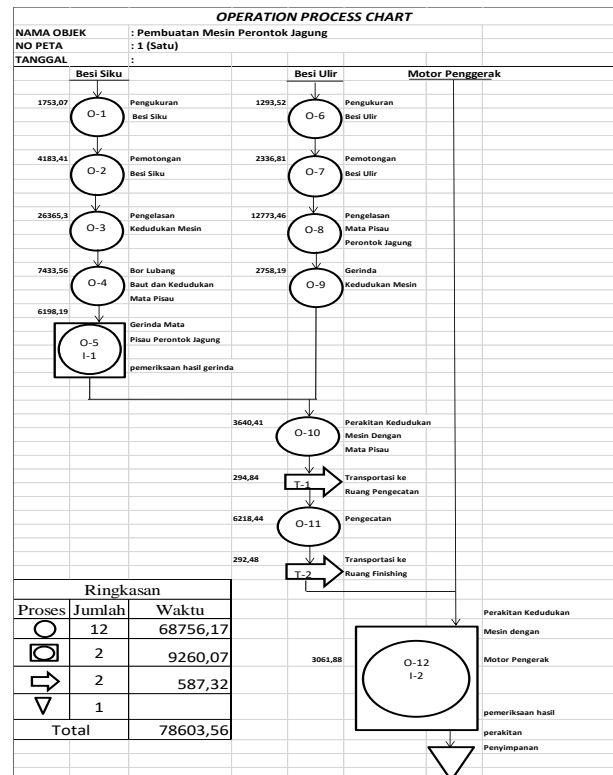 OPERATION PROCESS CHART
NAMA OBJEK : Pembuatan Mesin Perontok Jagung
NO PETA : 1 (Satu)
TANGGAL :
Besi Siku Besi Ulir Motor Penggerak
1753,07 O-1 Pengukuran
Besi Siku
1293,52 O-6 Pengukuran
Besi Ulir
4183,41 O-2 Pemotongan
Besi Siku
2336,81 O-7 Pemotongan
Besi Ulir
26365,3 O-3 Pengelasan
Kedudukan Mesin
12773,46 O-8 Pengelasan
Mata Pisau
Perontok Jagung
7433,56 O-4 Bor Lubang
Baut dan Kedudukan
Mata Pisau
2758,19 O-9 Gerinda
Kedudukan Mesin
6198,19 O-5
I-1
Gerinda Mata
Pisau Perontok Jagung
pemeriksaan hasil gerinda
3640,41 O-10 Perakitan Kedudukan
Mesin Dengan
Mata Pisau
294,84 T-1 Transportasi ke
Ruang Pengecatan
6218,44 O-11 Pengecatan
292,48 T-2 Transportasi ke
Ruang Finishing
3061,88 O-12
I-2
Perakitan Kedudukan
Mesin dengan
Motor Pengerak
pemeriksaan hasil
perakitan
Penyimpanan
Ringkasan
Proses Jumlah Waktu
12 68756,17
2 9260,07
2 587,32
1
Total 78603,56